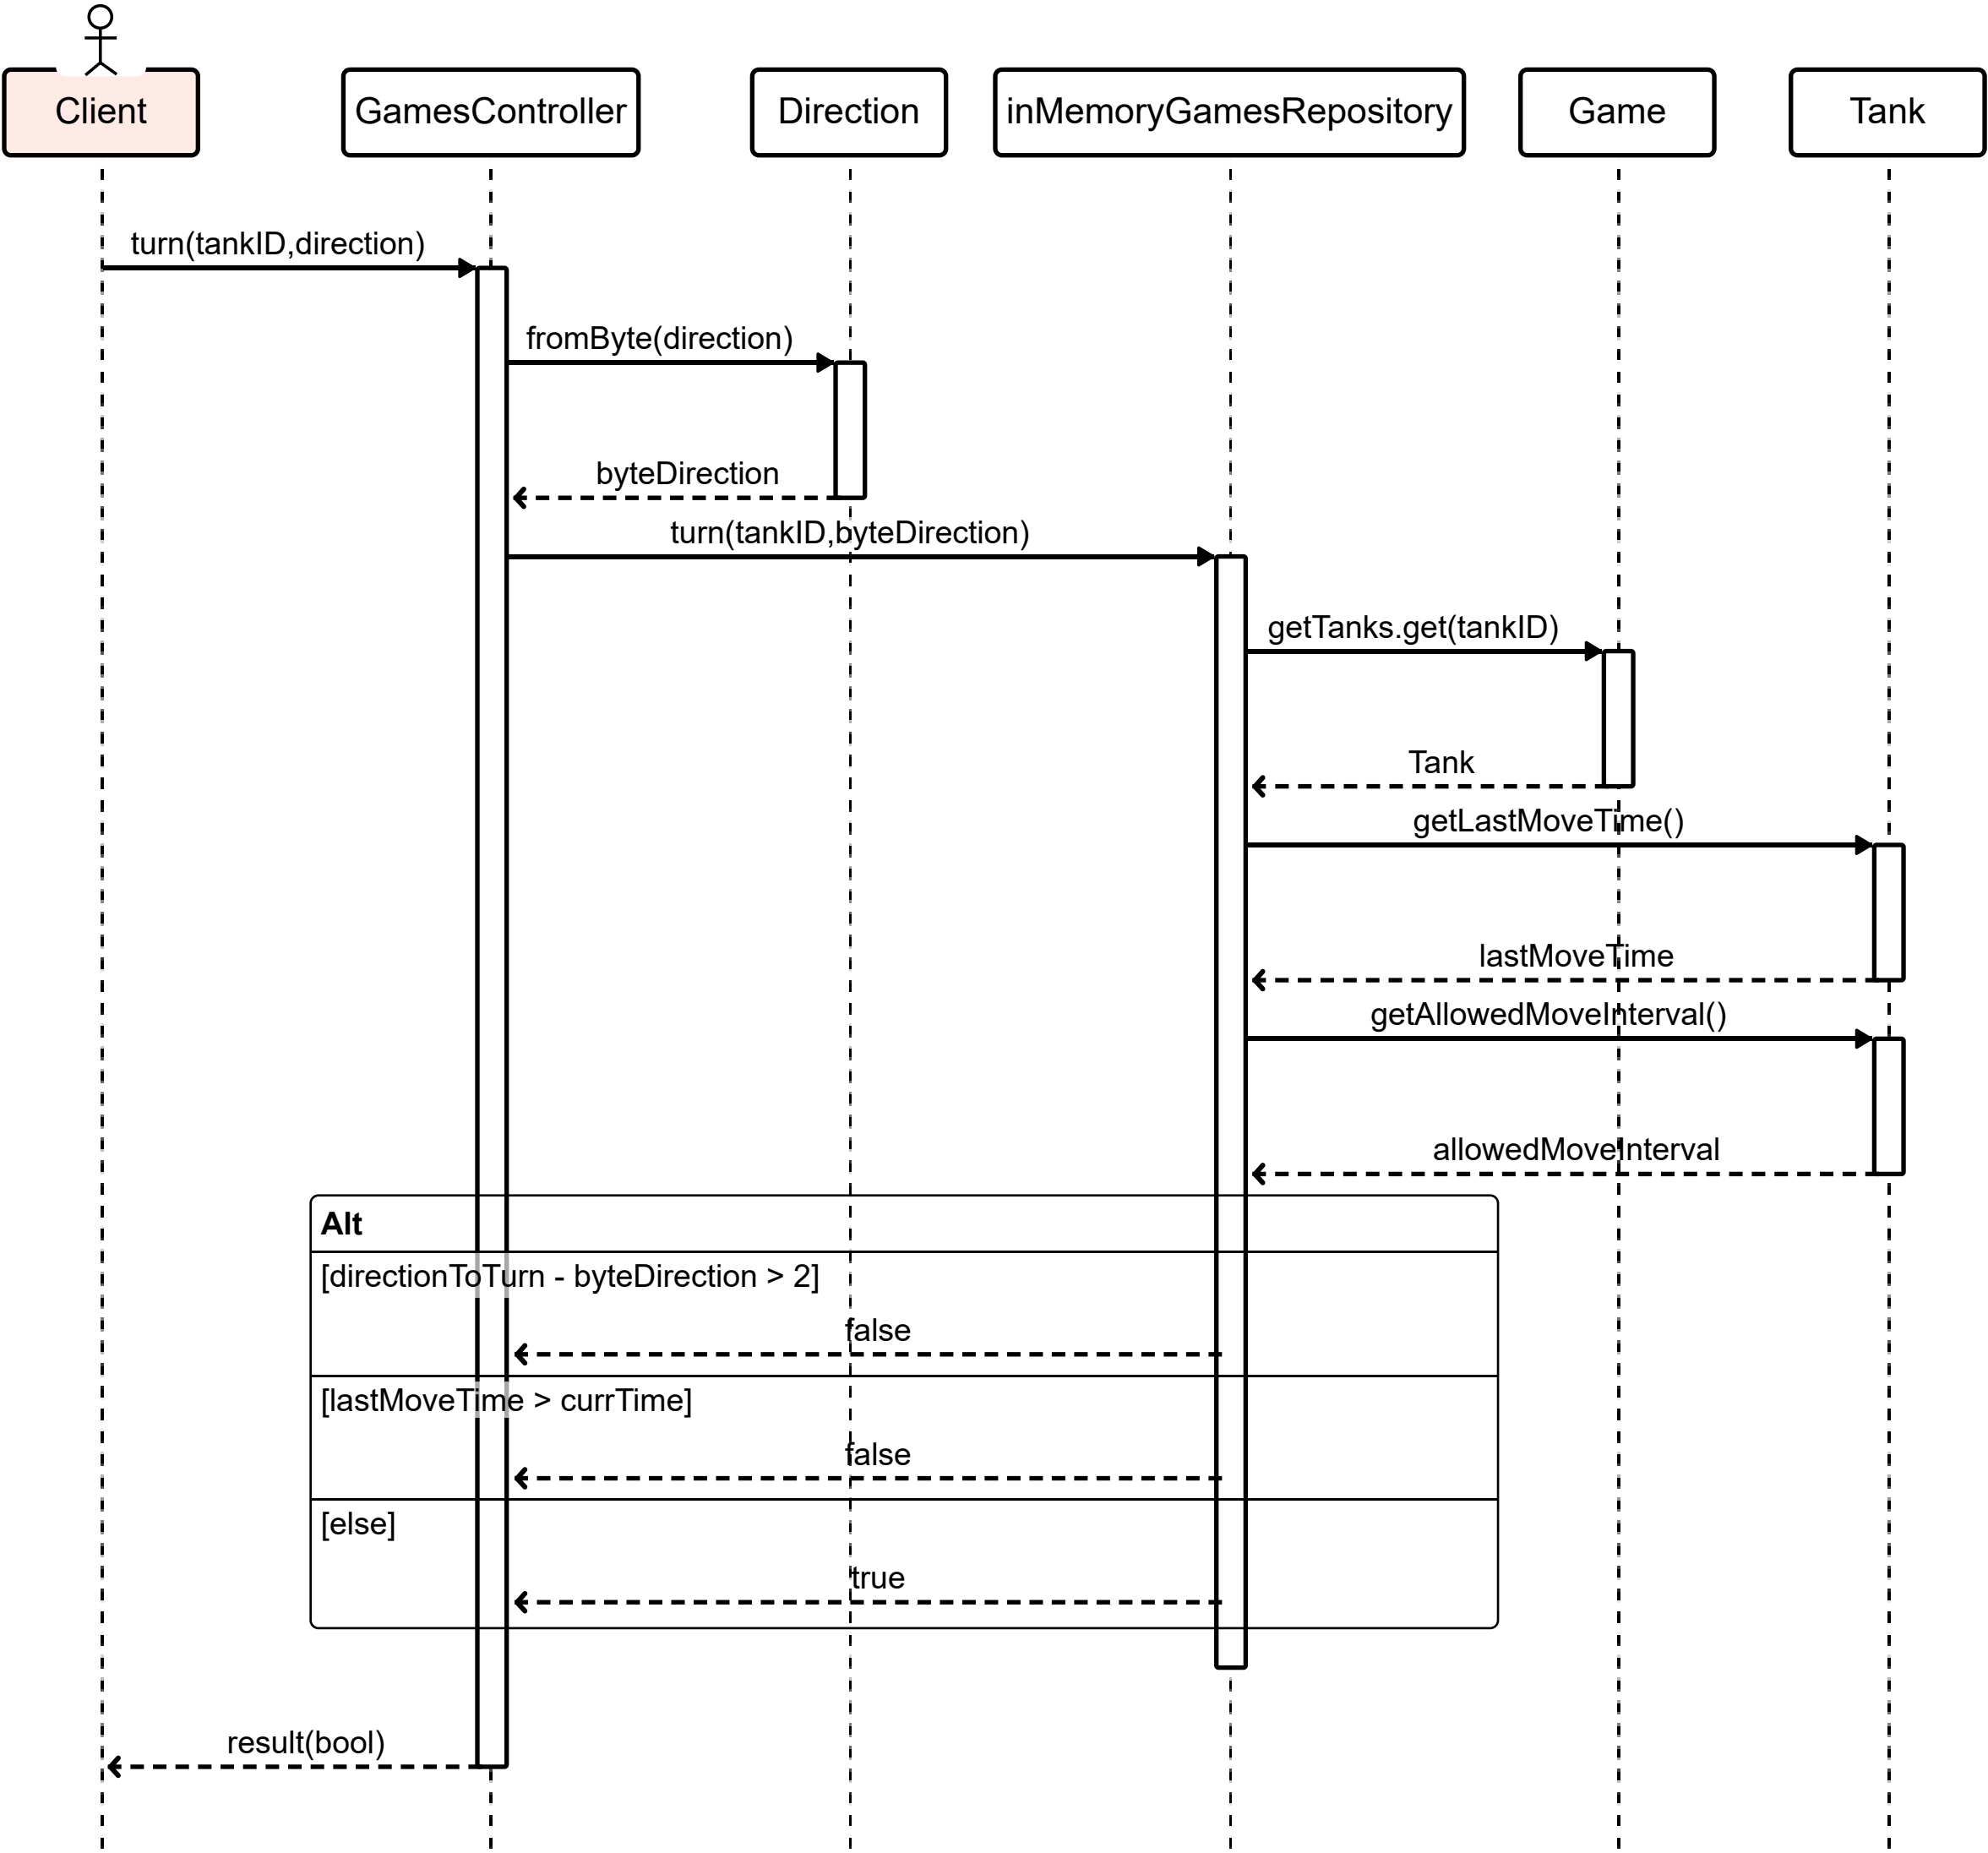 Client
GamesController
Direction
inMemoryGamesRepository
Game
Tank
turn(tankID,direction)
fromByte(direction)
byteDirection
turn(tankID,byteDirection)
getTanks.get(tankID)
Tank
getLastMoveTime()
lastMoveTime
getAllowedMoveInterval()
allowedMoveInterval
Alt
[directionToTurn - byteDirection > 2]
false
[lastMoveTime > currTime]
false
[else]
true
result(bool)